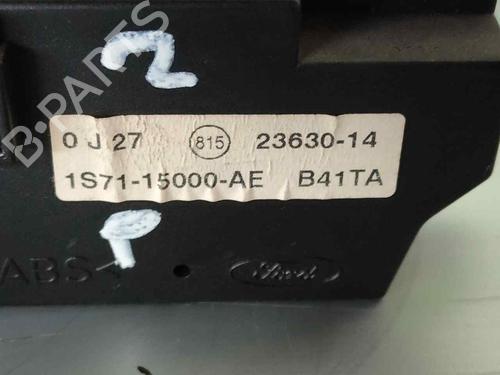 B-PARTS
2
0 J 27 815 23630-14
1S71-15000-AE B41TA
P
ABS
Ford